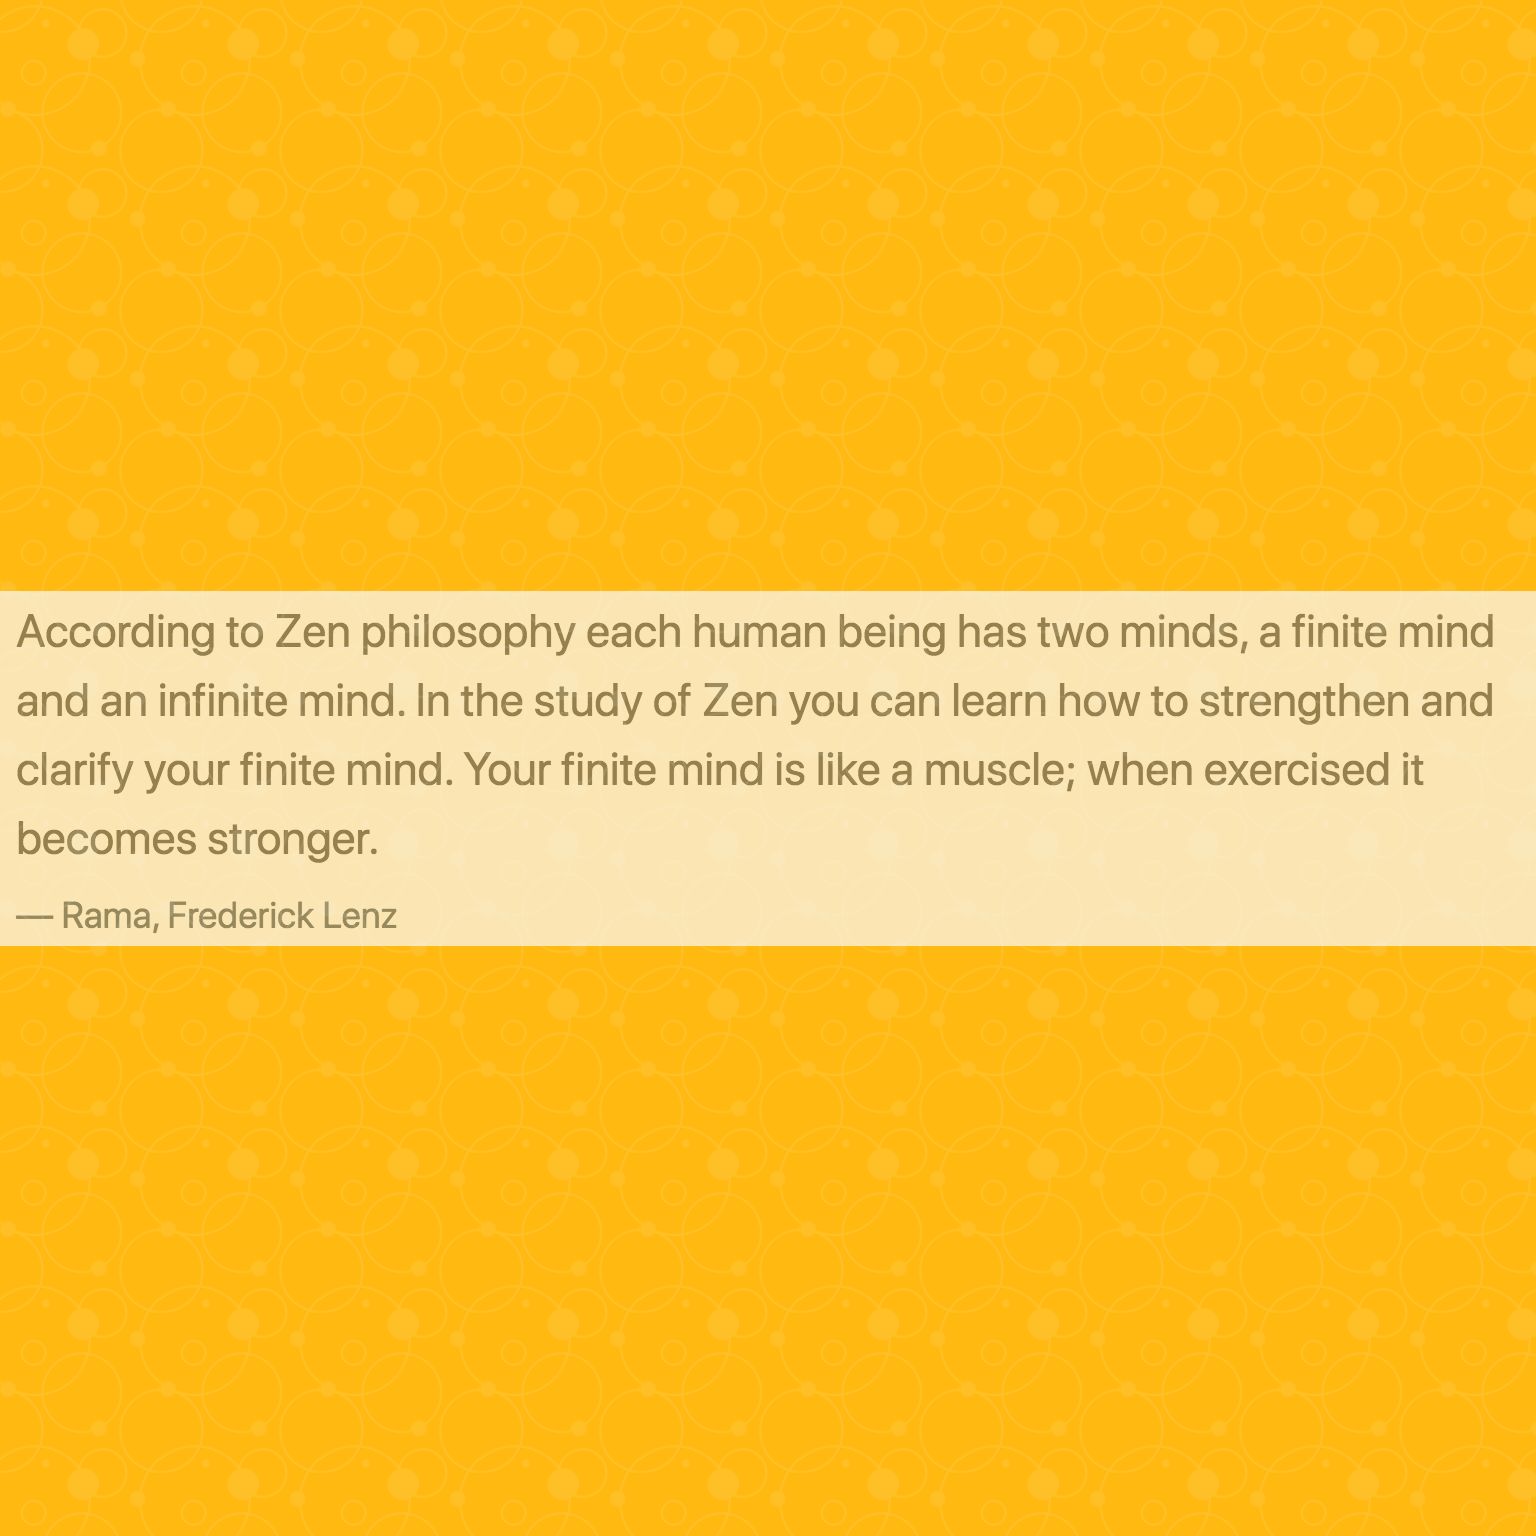 According to Zen philosophy each human being has two minds, a finite mind
and an infinite mind. In the study of Zen you can learn how to strengthen and
clarify your finite mind. Your finite mind is like a muscle; when exercised it
becomes stronger.
— Rama, Frederick Lenz